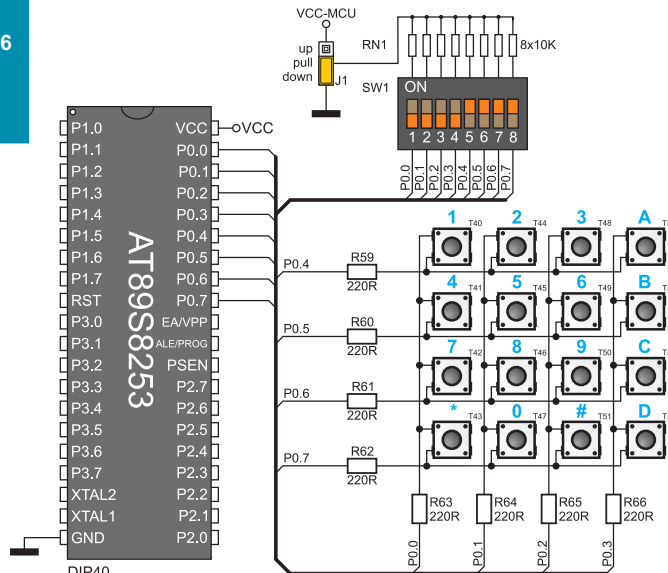 6
VCC-MCU
up
pull
down
J1
RN1
8x10K
SW1
ON
1 2 3 4 5 6 7 8
P0.0 P0.1 P0.2 P0.3 P0.4 P0.5 P0.6 P0.7
P1.0 VCC VCC
P1.1 P0.0
P1.2 P0.1
P1.3 P0.2
P1.4 P0.3
P1.5 P0.4
P1.6 P0.5
P1.7 P0.6
RST P0.7
P3.0 EA/VPP
P3.1 ALE/PROG
P3.2 PSEN
P3.3 P2.7
P3.4 P2.6
P3.5 P2.5
P3.6 P2.4
P3.7 P2.3
XTAL2 P2.2
XTAL1 P2.1
GND P2.0
AT89S8253
DIP40
1 T40 2 T44 3 T48 A
P0.4 R59
220R
4 T41 5 T45 6 T49 B
P0.5 R60
220R
7 T42 8 T46 9 T50 C
P0.6 R61
220R
* T43 0 T47 # T51 D
P0.7 R62
220R
R63 R64 R65 R66
220R 220R 220R 220R
P0.0 P0.1 P0.2 P0.3